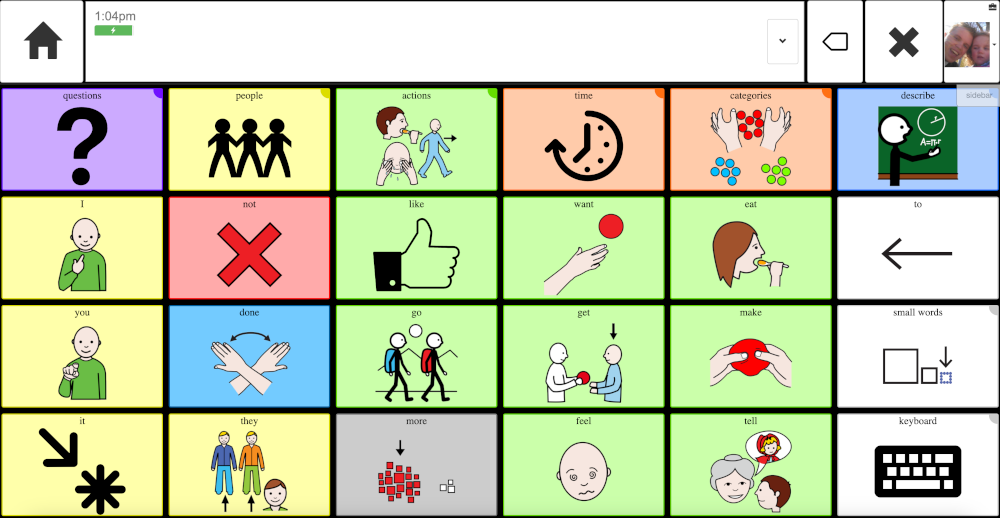 1:04pm
questions
people
actions
time
categories
describe
sidebar
A=πr²
I
not
like
want
eat
to
you
done
go
get
make
small words
it
they
more
feel
tell
keyboard